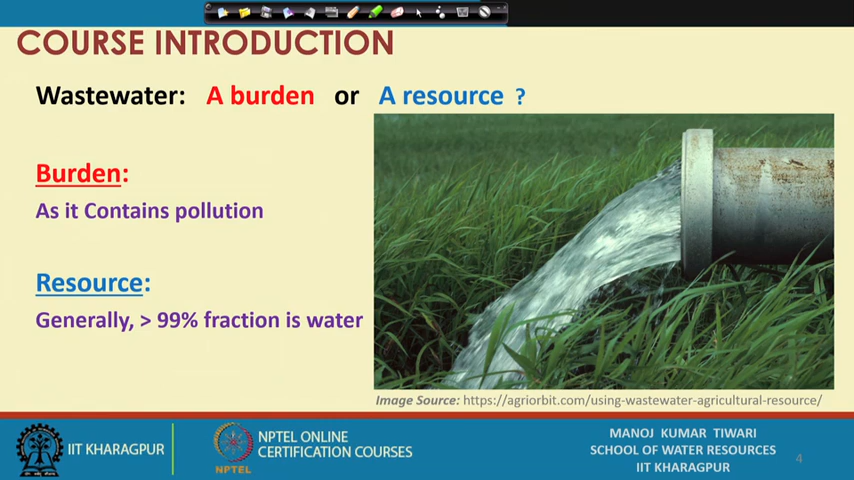 COURSE INTRODUCTION
Wastewater: A burden or A resource ?
Burden:
As it Contains pollution
Resource:
Generally, > 99% fraction is water
Image Source: https://agriorbit.com/using-wastewater-agricultural-resource/
IIT KHARAGPUR
NPTEL
NPTEL ONLINE
CERTIFICATION COURSES
MANOJ KUMAR TIWARI
SCHOOL OF WATER RESOURCES
IIT KHARAGPUR
4